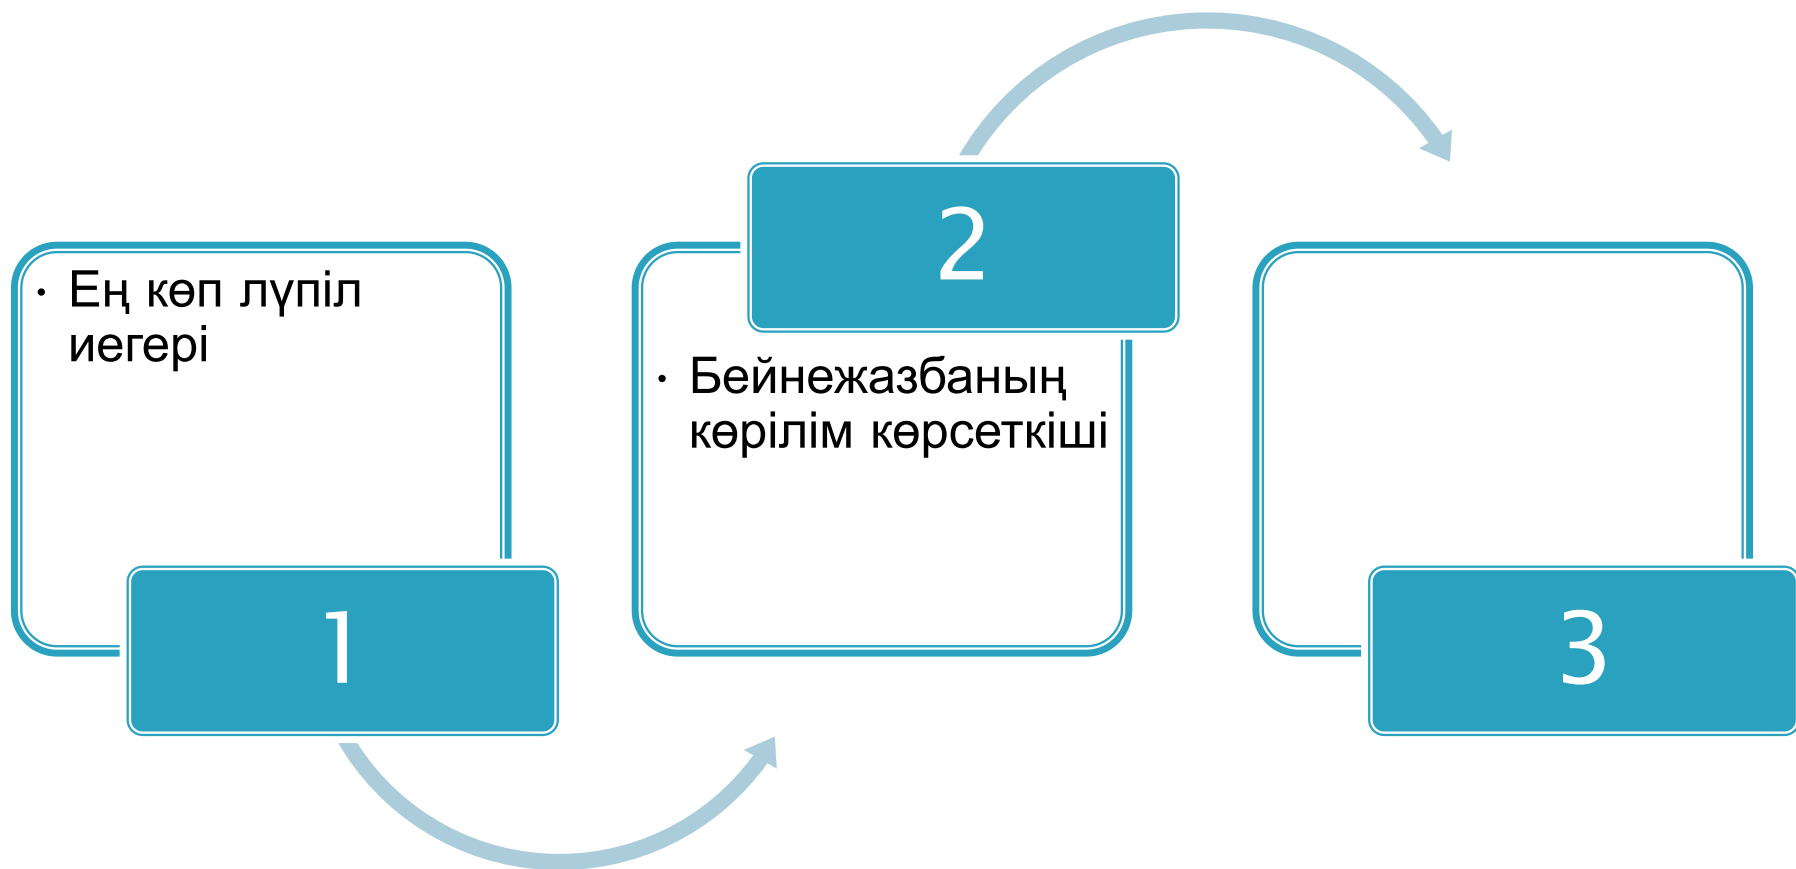 · Ең көп лүпіл
иегері
1
2
· Бейнежазбаның
көрілім көрсеткіші
3